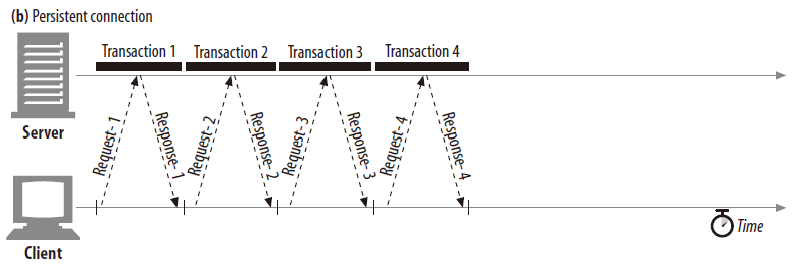 (b) Persistent connection
Transaction 1 Transaction 2 Transaction 3 Transaction 4
Server
Request-1 Response-1 Request-2 Response-2 Request-3 Response-3 Request-4 Response-4
Time
Client